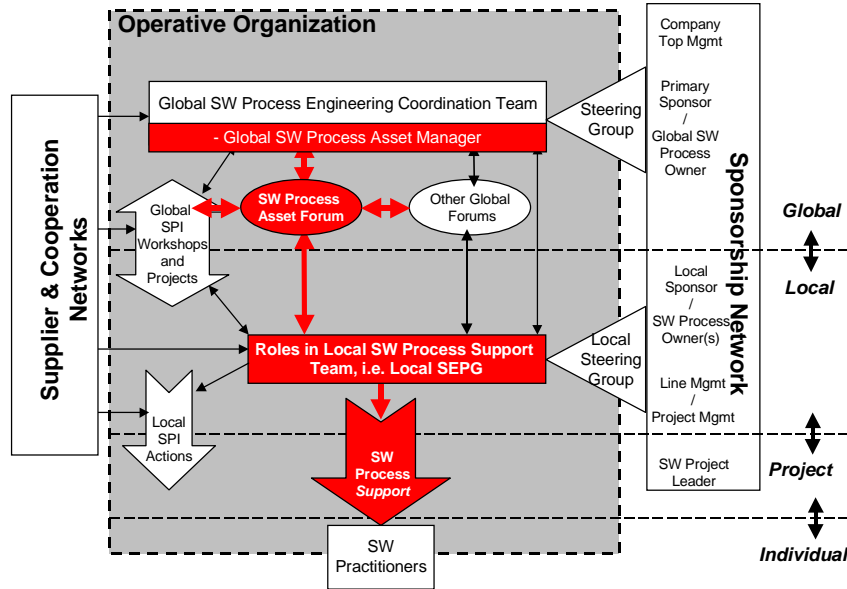 Operative Organization
Company
Top Mgmt
Global SW Process Engineering Coordination Team
- Global SW Process Asset Manager
Steering
Group
Primary
Sponsor
/
Global SW
Process
Owner
Supplier & Cooperation
Networks
Global
SPI
Workshops
and
Projects
SW Process
Asset Forum
Other Global
Forums
Sponsorship Network
Global
Local
Local
Sponsor
/
SW Process
Owner(s)
Roles in Local SW Process Support
Team, i.e. Local SEPG
Local
Steering
Group
Line Mgmt
/
Project Mgmt
Local
SPI
Actions
SW
Process
Support
SW Project
Leader
Project
SW
Practitioners
Individual